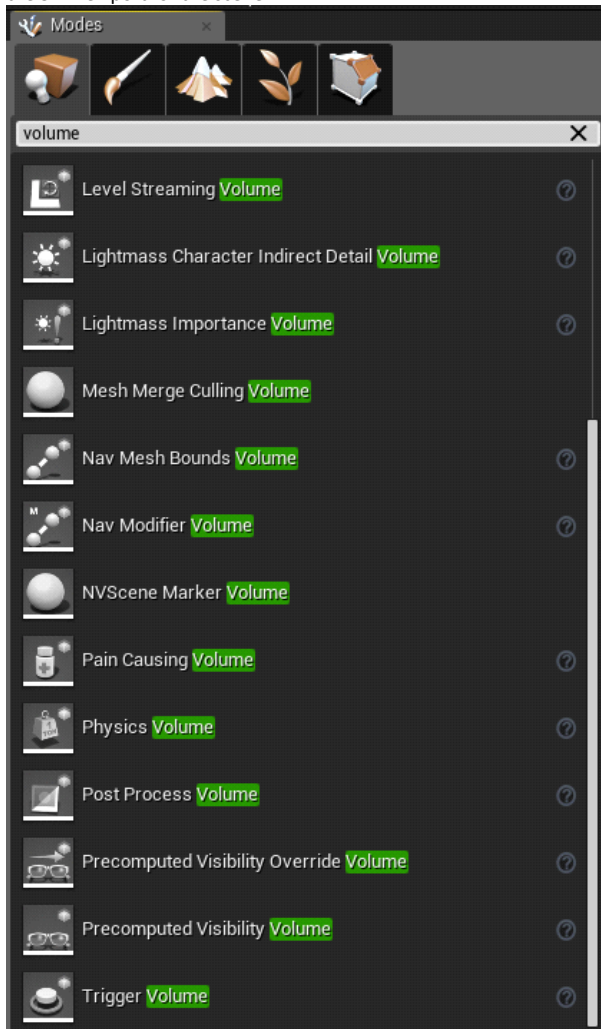 Modes
volume
Level Streaming Volume
Lightmass Character Indirect Detail Volume
Lightmass Importance Volume
Mesh Merge Culling Volume
Nav Mesh Bounds Volume
M
Nav Modifier Volume
NVScene Marker Volume
Pain Causing Volume
1
TON
Physics Volume
Post Process Volume
Precomputed Visibility Override Volume
Precomputed Visibility Volume
Trigger Volume